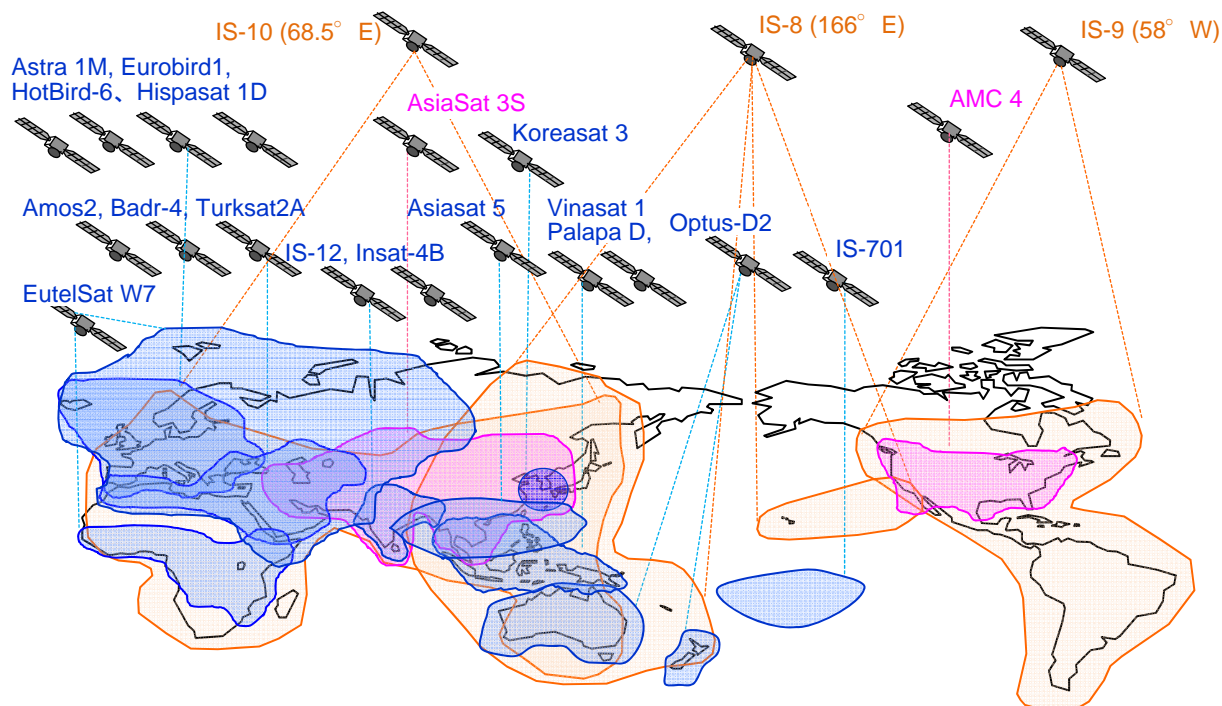 IS-10 (68.5° E)
IS-8 (166° E)
IS-9 (58° W)
Astra 1M, Eurobird1,
HotBird-6、Hispasat 1D
AsiaSat 3S
AMC 4
Koreasat 3
Amos2, Badr-4, Turksat2A
Asiasat 5
Vinasat 1
Palapa D,
Optus-D2
IS-12, Insat-4B
IS-701
EutelSat W7